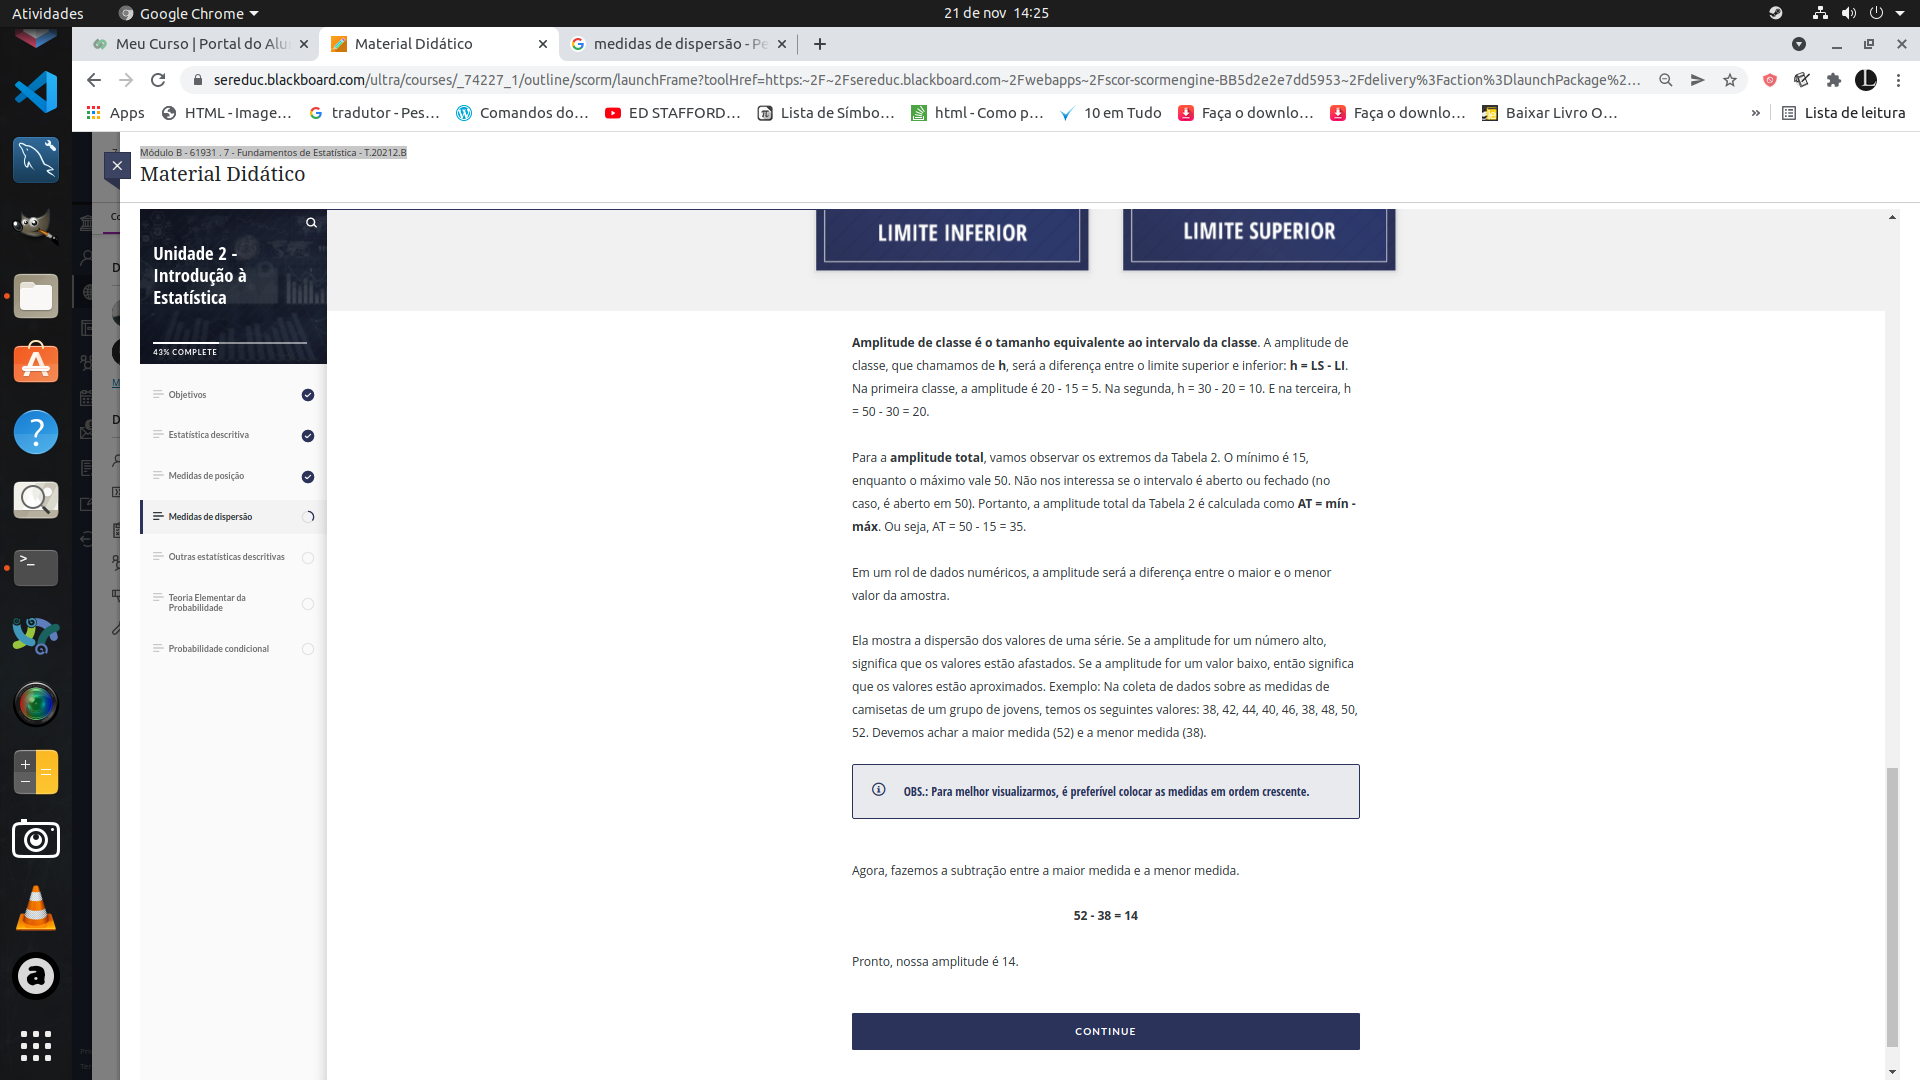 Atividades
Google Chrome
21 de nov 14:25
Meu Curso | Portal do Alu
Material Didático
medidas de dispersão - Pe
sereduc.blackboard.com/ultra/courses/_74227_1/outline/scorm/launchFrame?toolHref=https:~2F~2Fsereduc.blackboard.com~2Fwebapps~2Fscor-scormengine-BB5d2e2e7dd5953~2Fdelivery%3Faction%3DlaunchPackage%2...
Apps
HTML - Image...
tradutor - Pes...
Comandos do...
ED STAFFORD...
Lista de Símbo...
html - Como p...
10 em Tudo
Faça o downlo...
Faça o downlo...
Baixar Livro O...
»
Lista de leitura
Módulo B - 61931 . 7 - Fundamentos de Estatística - T.20212.B
Material Didático
Unidade 2 -
Introdução à
Estatística
43% COMPLETE
Objetivos
Estatística descritiva
Medidas de posição
Medidas de dispersão
Outras estatísticas descritivas
Teoria Elementar da
Probabilidade
Probabilidade condicional
LIMITE INFERIOR
LIMITE SUPERIOR
Amplitude de classe é o tamanho equivalente ao intervalo da classe. A amplitude de
classe, que chamamos de h, será a diferença entre o limite superior e inferior: h = LS - LI.
Na primeira classe, a amplitude é 20 - 15 = 5. Na segunda, h = 30 - 20 = 10. E na terceira, h
= 50 - 30 = 20.
Para a amplitude total, vamos observar os extremos da Tabela 2. O mínimo é 15,
enquanto o máximo vale 50. Não nos interessa se o intervalo é aberto ou fechado (no
caso, é aberto em 50). Portanto, a amplitude total da Tabela 2 é calculada como AT = mín -
máx. Ou seja, AT = 50 - 15 = 35.
Em um rol de dados numéricos, a amplitude será a diferença entre o maior e o menor
valor da amostra.
Ela mostra a dispersão dos valores de uma série. Se a amplitude for um número alto,
significa que os valores estão afastados. Se a amplitude for um valor baixo, então significa
que os valores estão aproximados. Exemplo: Na coleta de dados sobre as medidas de
camisetas de um grupo de jovens, temos os seguintes valores: 38, 42, 44, 40, 46, 38, 48, 50,
52. Devemos achar a maior medida (52) e a menor medida (38).
OBS.: Para melhor visualizarmos, é preferível colocar as medidas em ordem crescente.
Agora, fazemos a subtração entre a maior medida e a menor medida.
52 - 38 = 14
Pronto, nossa amplitude é 14.
CONTINUE